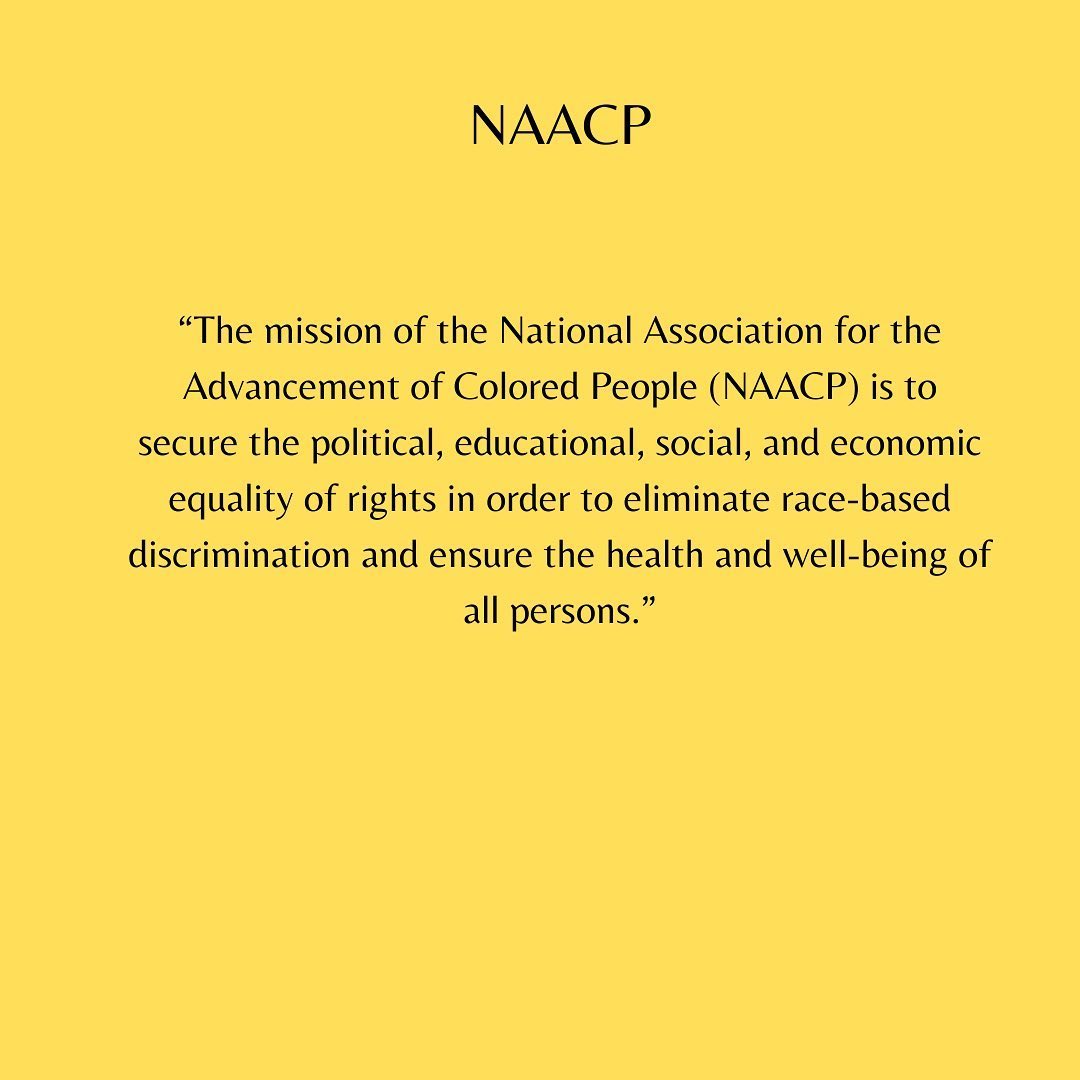 NAACP
“The mission of the National Association for the
Advancement of Colored People (NAACP) is to
secure the political, educational, social, and economic
equality of rights in order to eliminate race-based
discrimination and ensure the health and well-being of
all persons.”